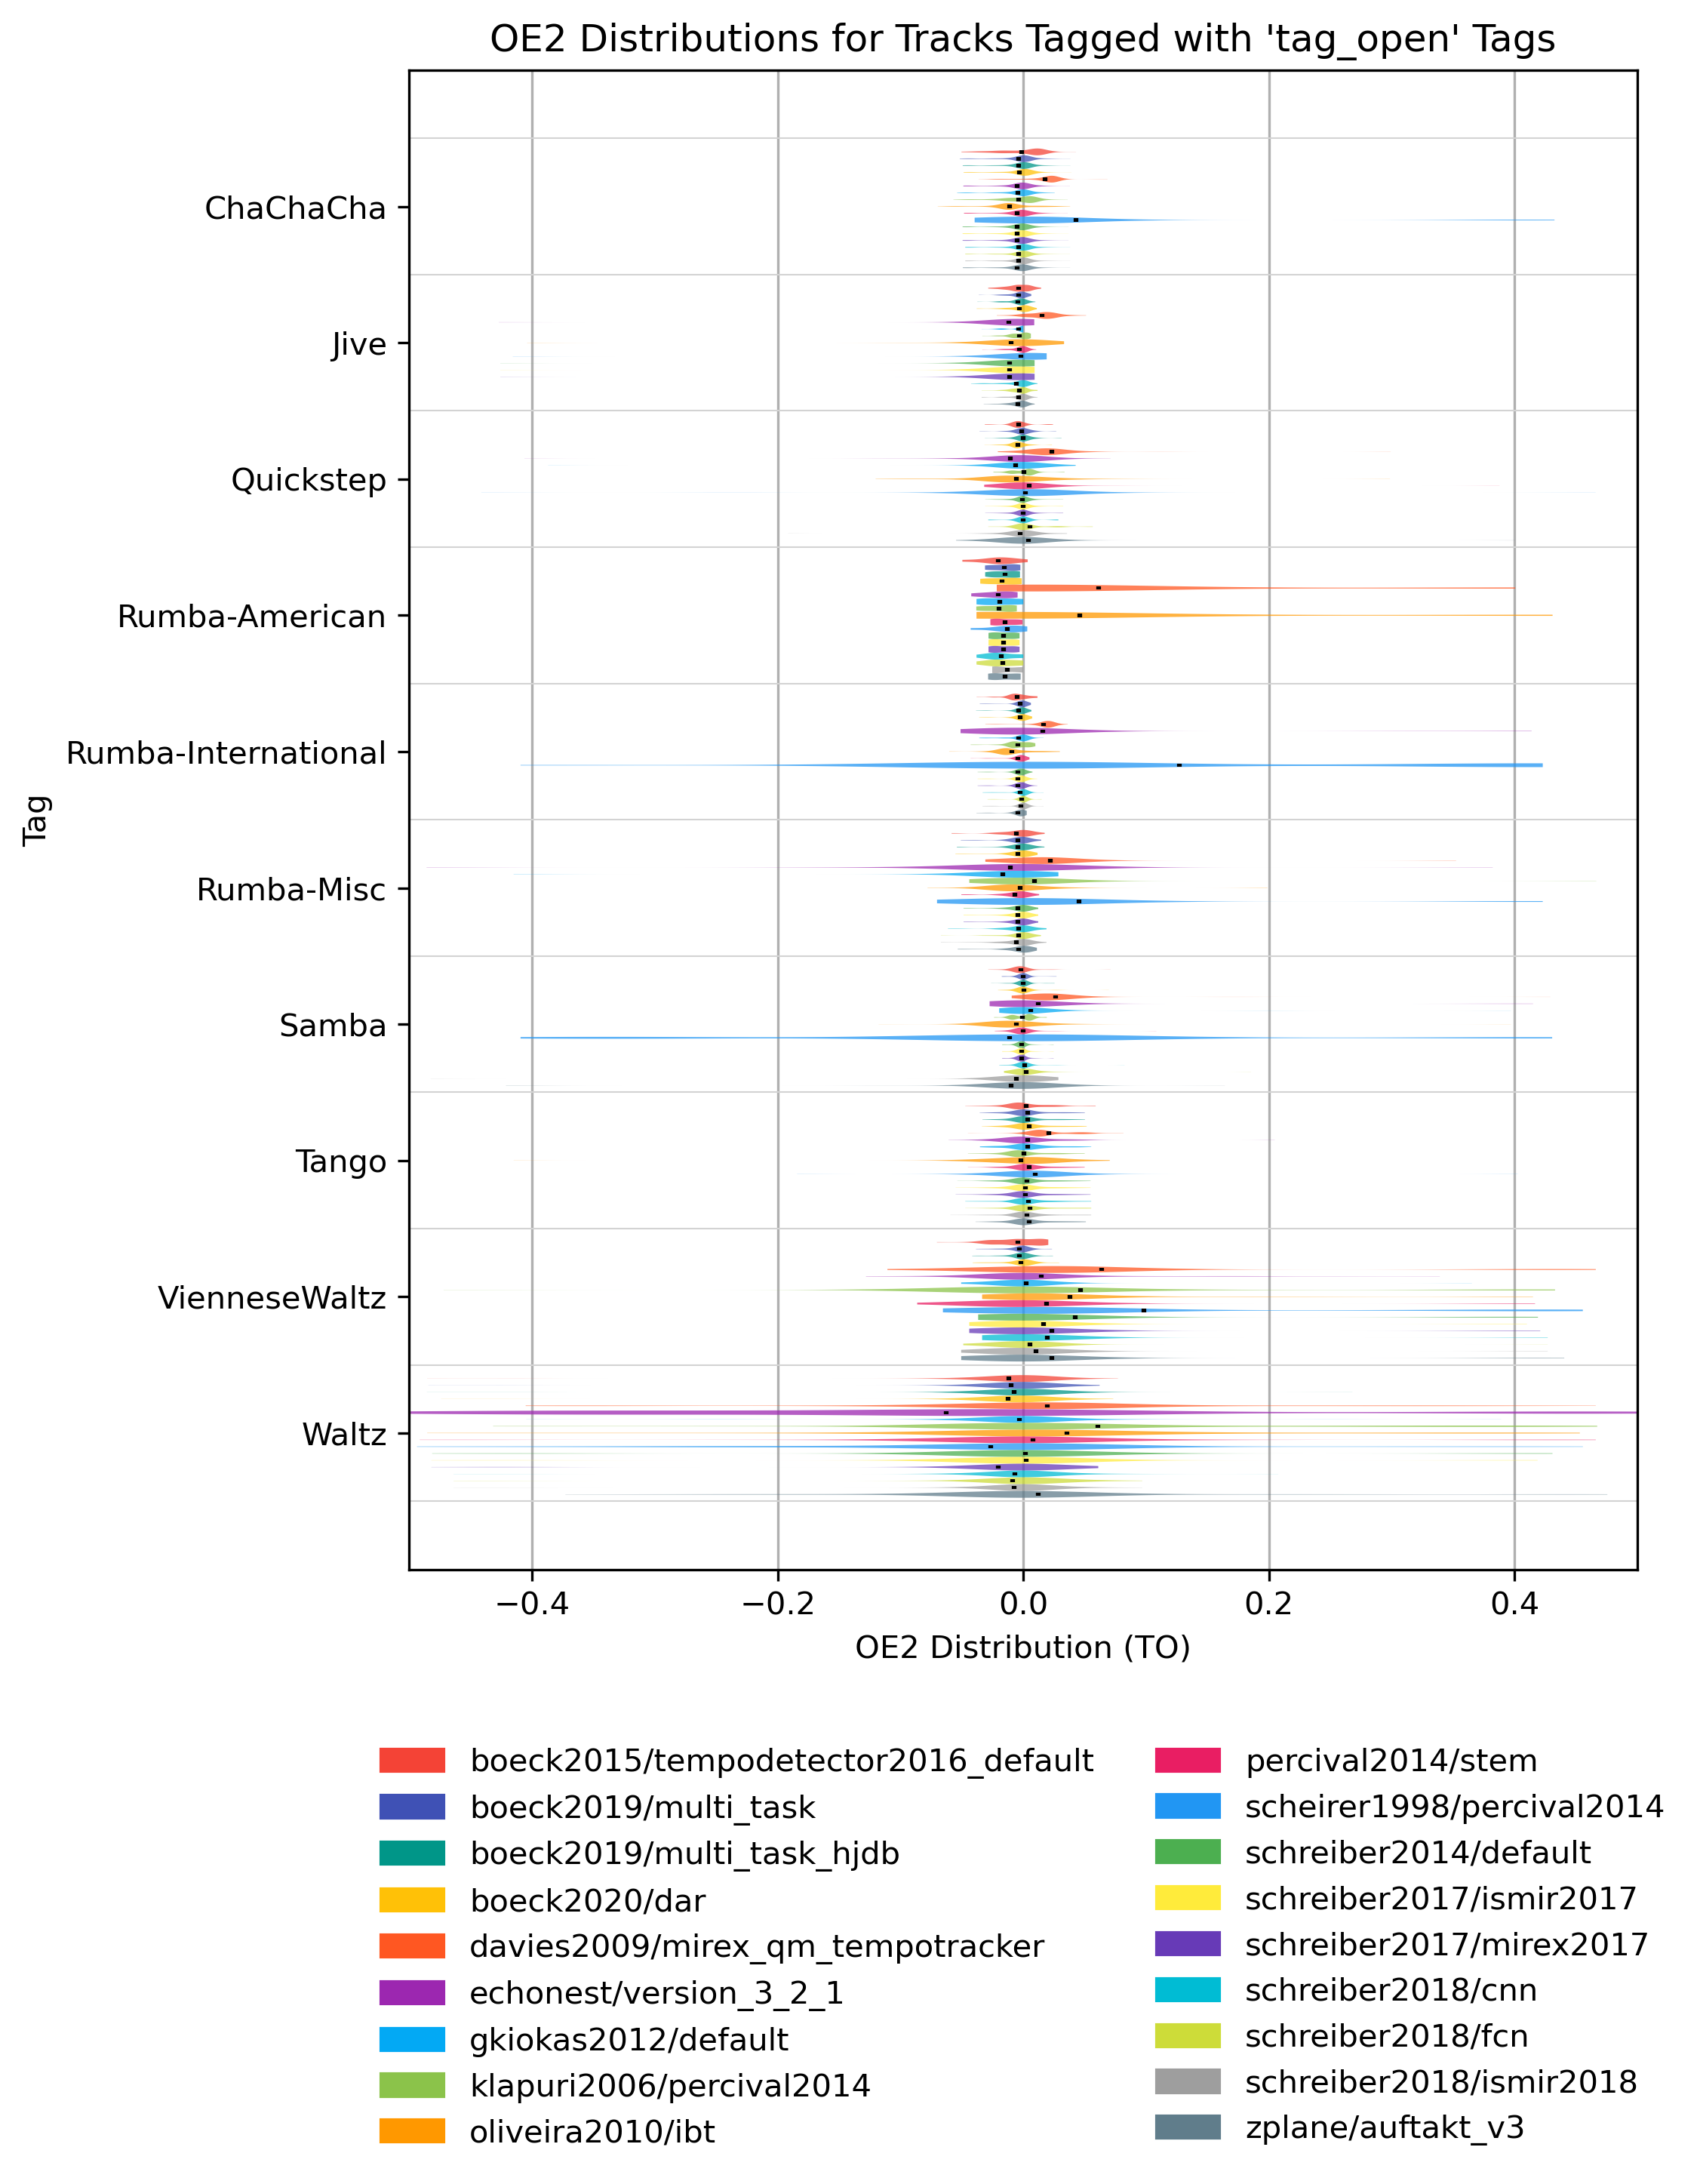 OE2 Distributions for Tracks Tagged with 'tag_open' Tags
ChaChaCha
Jive
Quickstep
Rumba-American
Rumba-International
Rumba-Misc
Samba
Tango
VienneseWaltz
Waltz
Tag
−0.4 −0.2 0.0 0.2 0.4
OE2 Distribution (TO)
boeck2015/tempodetector2016_default
boeck2019/multi_task
boeck2019/multi_task_hjdb
boeck2020/dar
davies2009/mirex_qm_tempotracker
echonest/version_3_2_1
gkiokas2012/default
klapuri2006/percival2014
oliveira2010/ibt
percival2014/stem
scheirer1998/percival2014
schreiber2014/default
schreiber2017/ismir2017
schreiber2017/mirex2017
schreiber2018/cnn
schreiber2018/fcn
schreiber2018/ismir2018
zplane/auftakt_v3